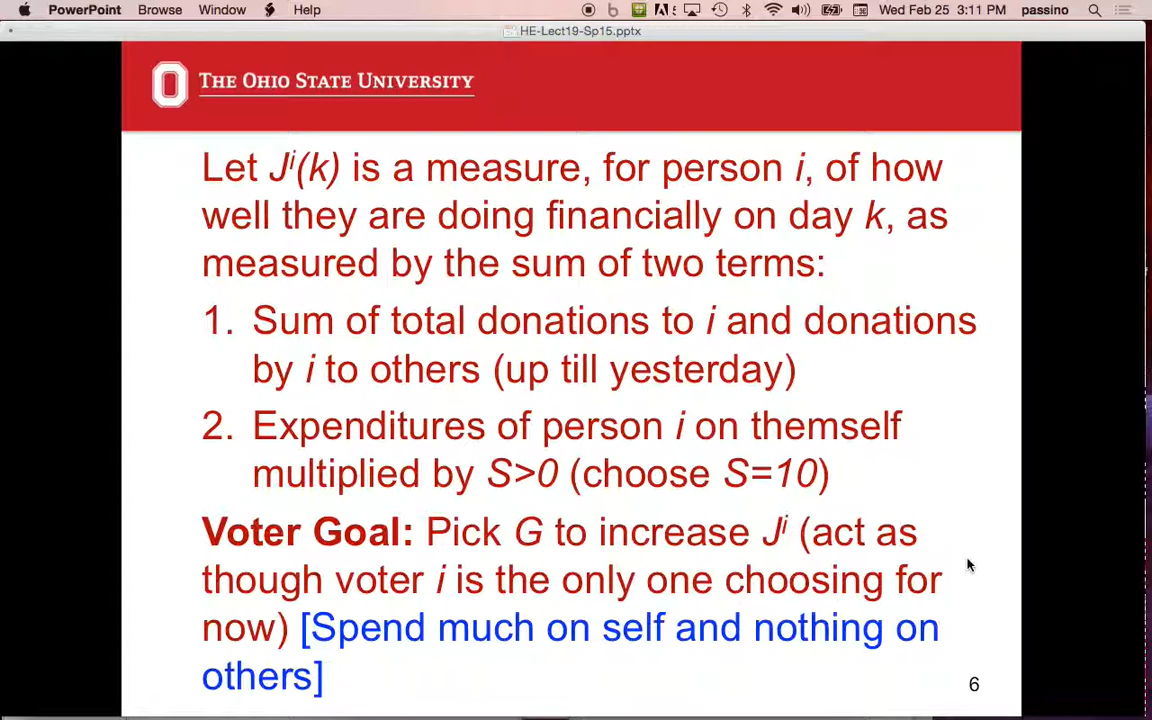 PowerPoint Browse Window Help Wed Feb 25 3:11 PM passino
HE-Lect19-Sp15.pptx
THE OHIO STATE UNIVERSITY
Let Jⁱ(k) is a measure, for person i, of how
well they are doing financially on day k, as
measured by the sum of two terms:
1. Sum of total donations to i and donations
by i to others (up till yesterday)
2. Expenditures of person i on themself
multiplied by S>0 (choose S=10)
Voter Goal: Pick G to increase Jⁱ (act as
though voter i is the only one choosing for
now) [Spend much on self and nothing on
others]
6